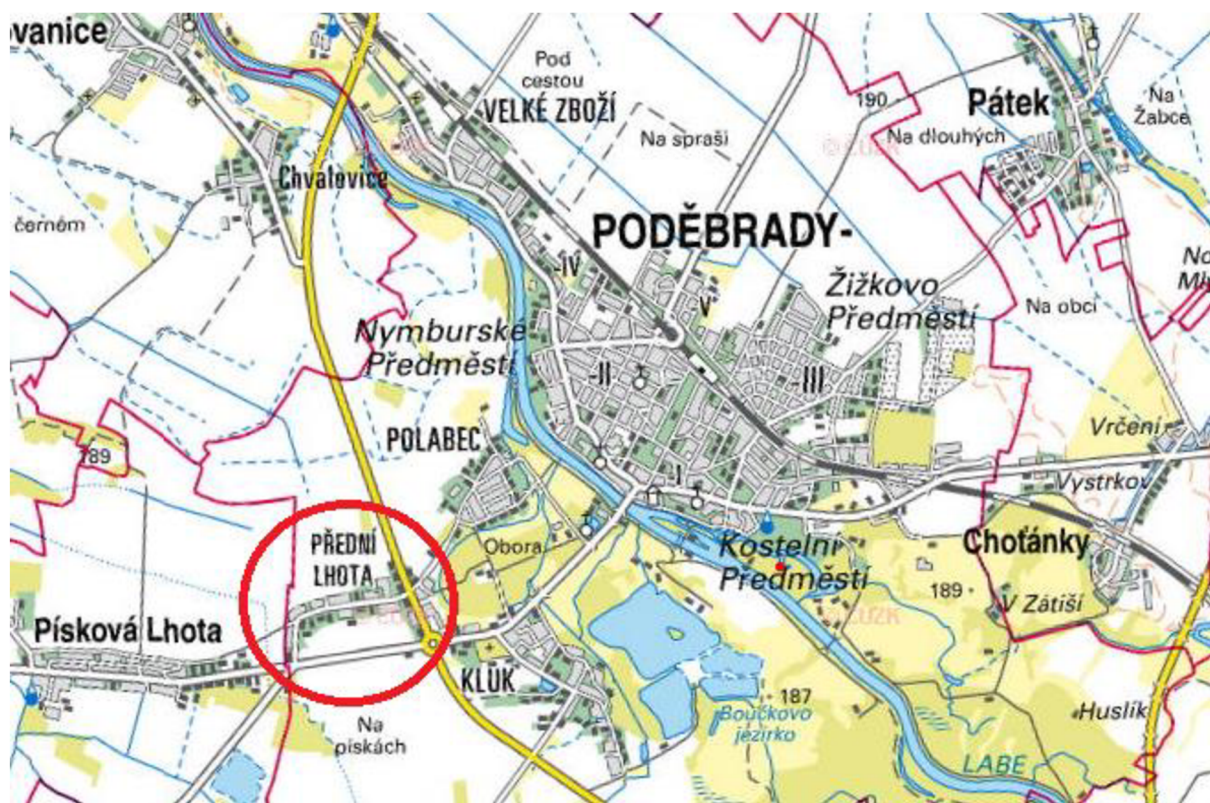 ovanice
Pod
cestou
VELKÉ ZBOŽÍ
190
Pátek
Na
Žabce
Na spraši
Na dlouhých
©ČÚZK
Chvalovice
černém
PODĚBRADY-
-IV
V
Žižkovo
Předměstí
Na obci
Nymburské
Předměstí
-II
-III
POLABEC
189
Vrčení
I
Vystrkov
PŘEDNÍ
LHOTA
Obora
Kostelní
Předměstí
Choťánky
189
V Zátiší
Písková Lhota
KLUK
187
Huslík
Na
pískách
Boučkovo
jezírko
LABE